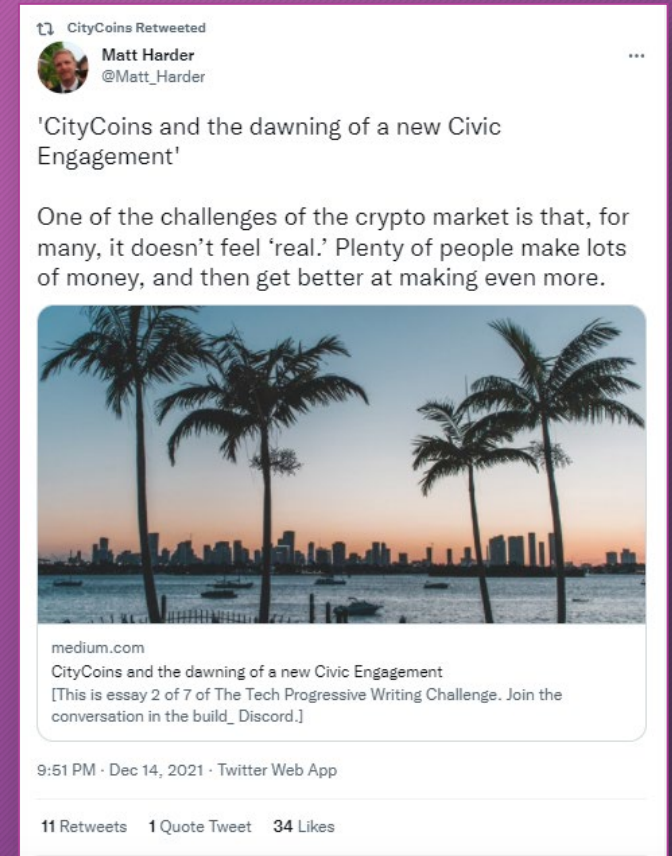 CityCoins Retweeted
Matt Harder
@Matt_Harder
'CityCoins and the dawning of a new Civic
Engagement'
One of the challenges of the crypto market is that, for
many, it doesn’t feel ‘real.’ Plenty of people make lots
of money, and then get better at making even more.
medium.com
CityCoins and the dawning of a new Civic Engagement
[This is essay 2 of 7 of The Tech Progressive Writing Challenge. Join the
conversation in the build_ Discord.]
9:51 PM · Dec 14, 2021 · Twitter Web App
11 Retweets 1 Quote Tweet 34 Likes